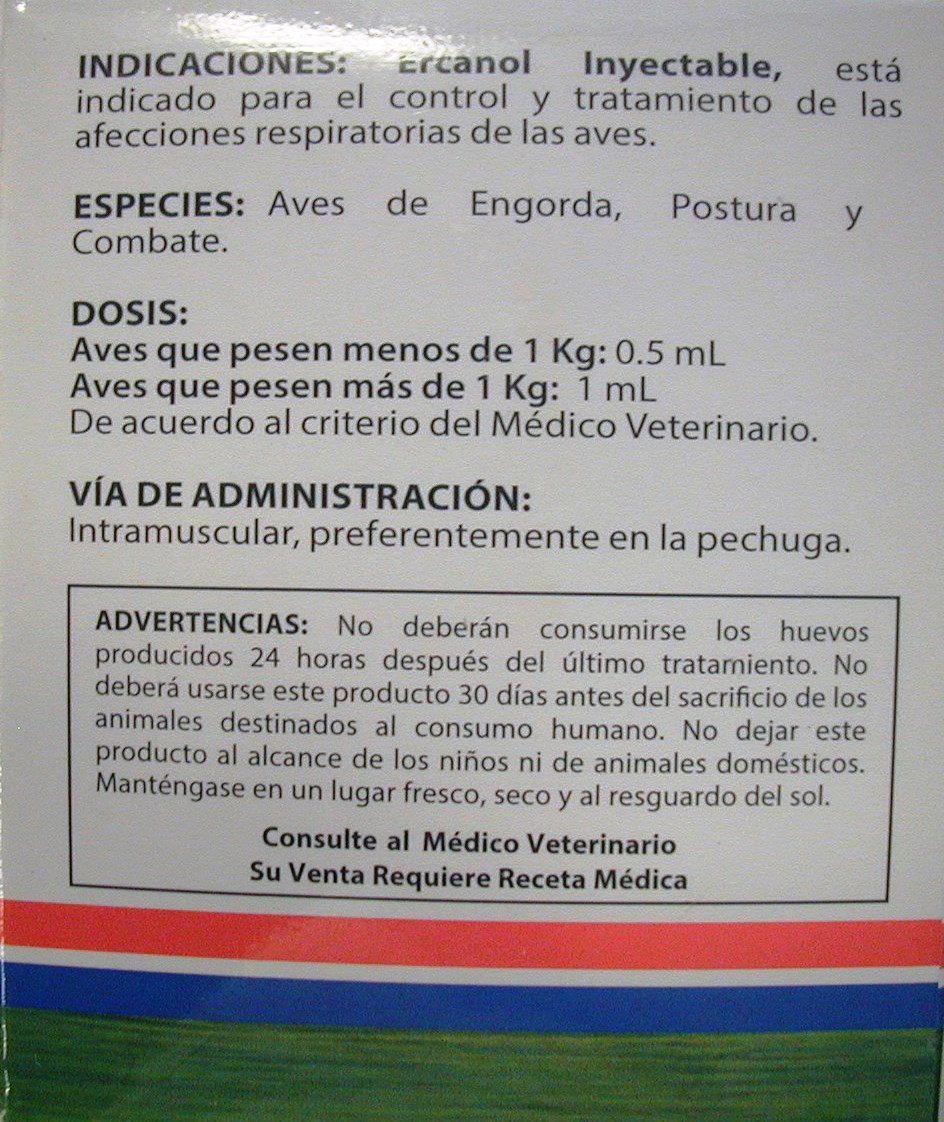 INDICACIONES: Ercanol Inyectable, está
indicado para el control y tratamiento de las
afecciones respiratorias de las aves.
ESPECIES: Aves de Engorda, Postura y
Combate.
DOSIS:
Aves que pesen menos de 1 Kg: 0.5 mL
Aves que pesen más de 1 Kg: 1 mL
De acuerdo al criterio del Médico Veterinario.
VÍA DE ADMINISTRACIÓN:
Intramuscular, preferentemente en la pechuga.
ADVERTENCIAS: No deberán consumirse los huevos
producidos 24 horas después del último tratamiento. No
deberá usarse este producto 30 días antes del sacrificio de los
animales destinados al consumo humano. No dejar este
producto al alcance de los niños ni de animales domésticos.
Manténgase en un lugar fresco, seco y al resguardo del sol.
Consulte al Médico Veterinario
Su Venta Requiere Receta Médica